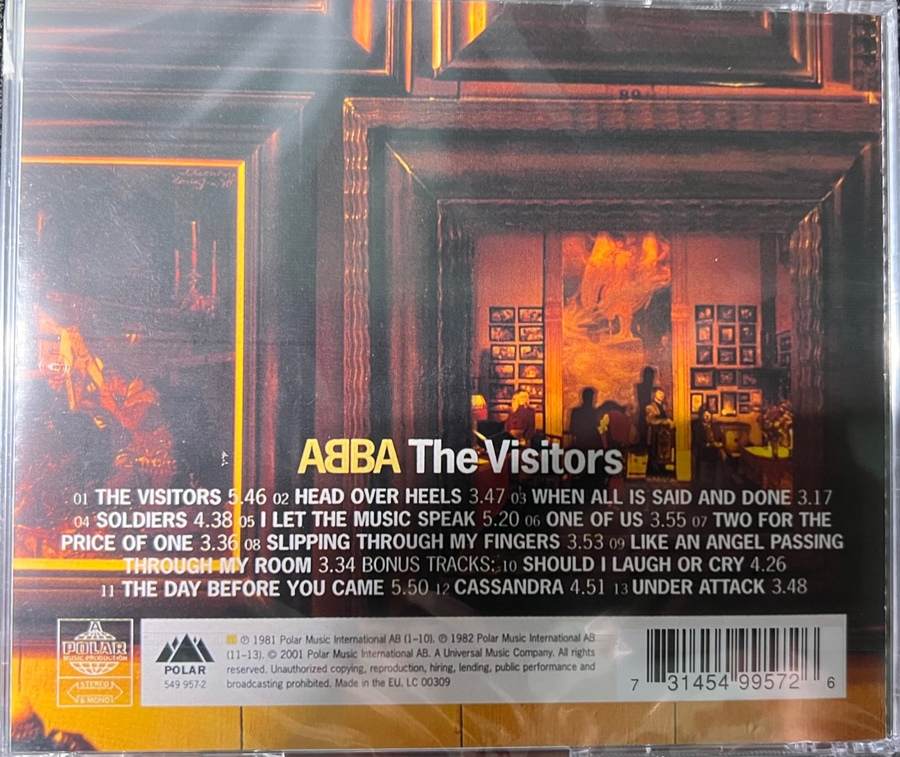 ABBA The Visitors
01 THE VISITORS 5.46 02 HEAD OVER HEELS 3.47 03 WHEN ALL IS SAID AND DONE 3.17
04 SOLDIERS 4.38 05 I LET THE MUSIC SPEAK 5.20 06 ONE OF US 3.55 07 TWO FOR THE
PRICE OF ONE 3.36 08 SLIPPING THROUGH MY FINGERS 3.53 09 LIKE AN ANGEL PASSING
THROUGH MY ROOM 3.34 BONUS TRACKS: 10 SHOULD I LAUGH OR CRY 4.26
11 THE DAY BEFORE YOU CAME 5.50 12 CASSANDRA 4.51 13 UNDER ATTACK 3.48
POLAR
MUSIC PRODUCTION
STEREO
& MONO
POLAR
549 957-2
℗ 1981 Polar Music International AB (1–10). ℗ 1982 Polar Music International AB
(11–13). © 2001 Polar Music International AB. A Universal Music Company. All rights
reserved. Unauthorized copying, reproduction, hiring, lending, public performance and
broadcasting prohibited. Made in the EU. LC 00309
7 31454 99572 6